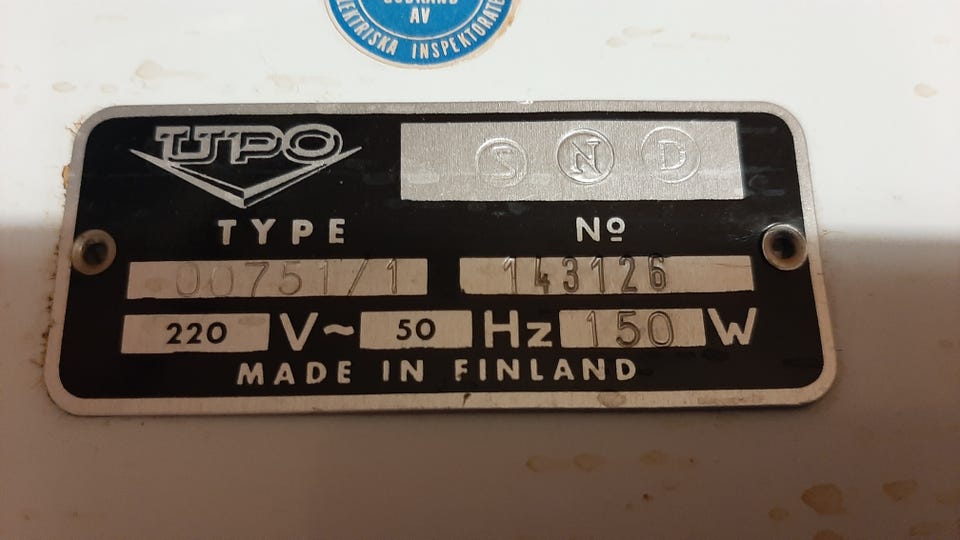 AV
ELEKTRISKA INSPEKTORATET
UPO
S N D
TYPE
Nº
00751/1
143126
220 V~ 50 Hz 150 W
MADE IN FINLAND